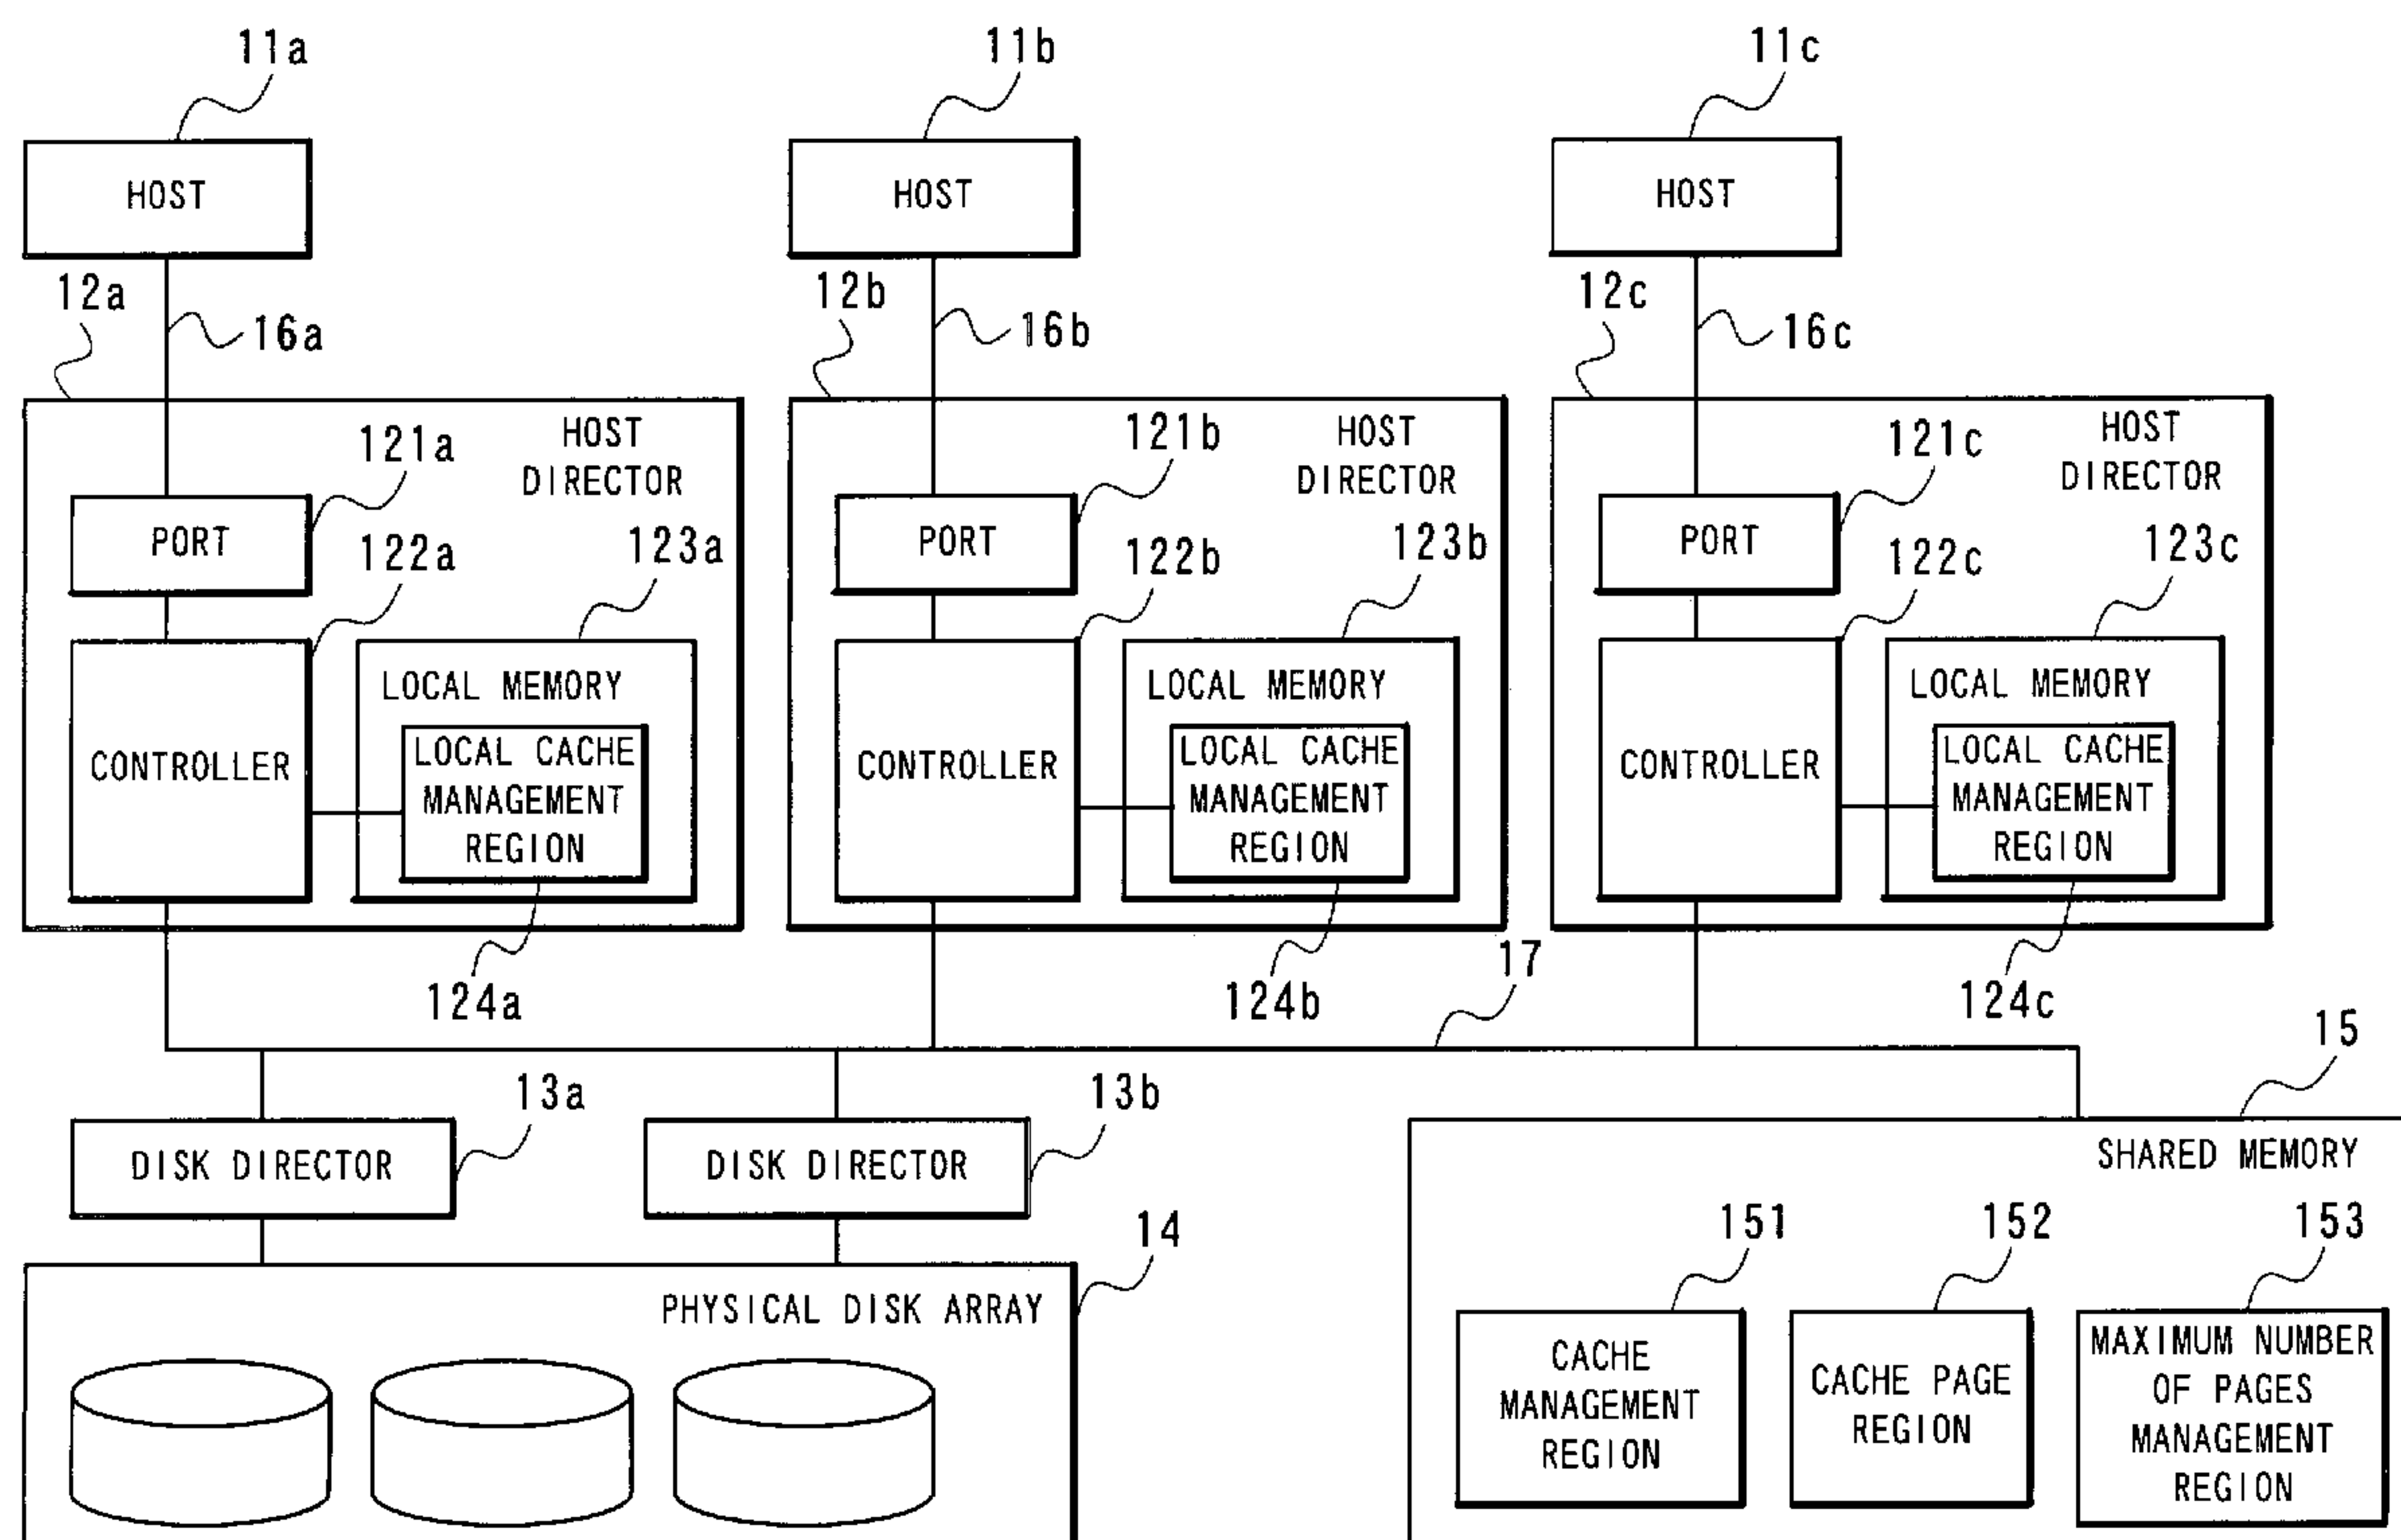 11a
11b
11c
HOST
HOST
HOST
12a
16a
12b
16b
12c
16c
HOST
DIRECTOR
121a
PORT
122a
123a
CONTROLLER
LOCAL MEMORY
LOCAL CACHE
MANAGEMENT
REGION
124a
HOST
DIRECTOR
121b
PORT
122b
123b
CONTROLLER
LOCAL MEMORY
LOCAL CACHE
MANAGEMENT
REGION
124b
HOST
DIRECTOR
121c
PORT
122c
123c
CONTROLLER
LOCAL MEMORY
LOCAL CACHE
MANAGEMENT
REGION
124c
17
13a
DISK DIRECTOR
13b
DISK DIRECTOR
14
PHYSICAL DISK ARRAY
15
SHARED MEMORY
151
CACHE
MANAGEMENT
REGION
152
CACHE PAGE
REGION
153
MAXIMUM NUMBER
OF PAGES
MANAGEMENT
REGION